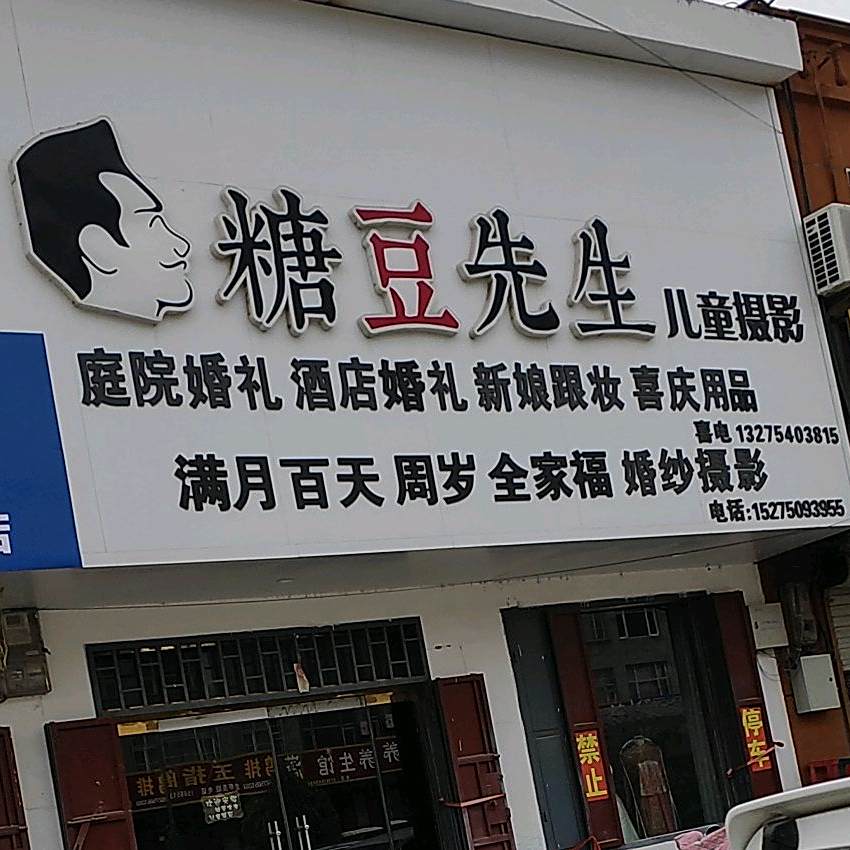 糖豆先生 儿童摄影
庭院婚礼 酒店婚礼 新娘跟妆 喜庆用品
喜电 13275403815
满月百天 周岁 全家福 婚纱摄影
电话:15275093955
禁止
停车